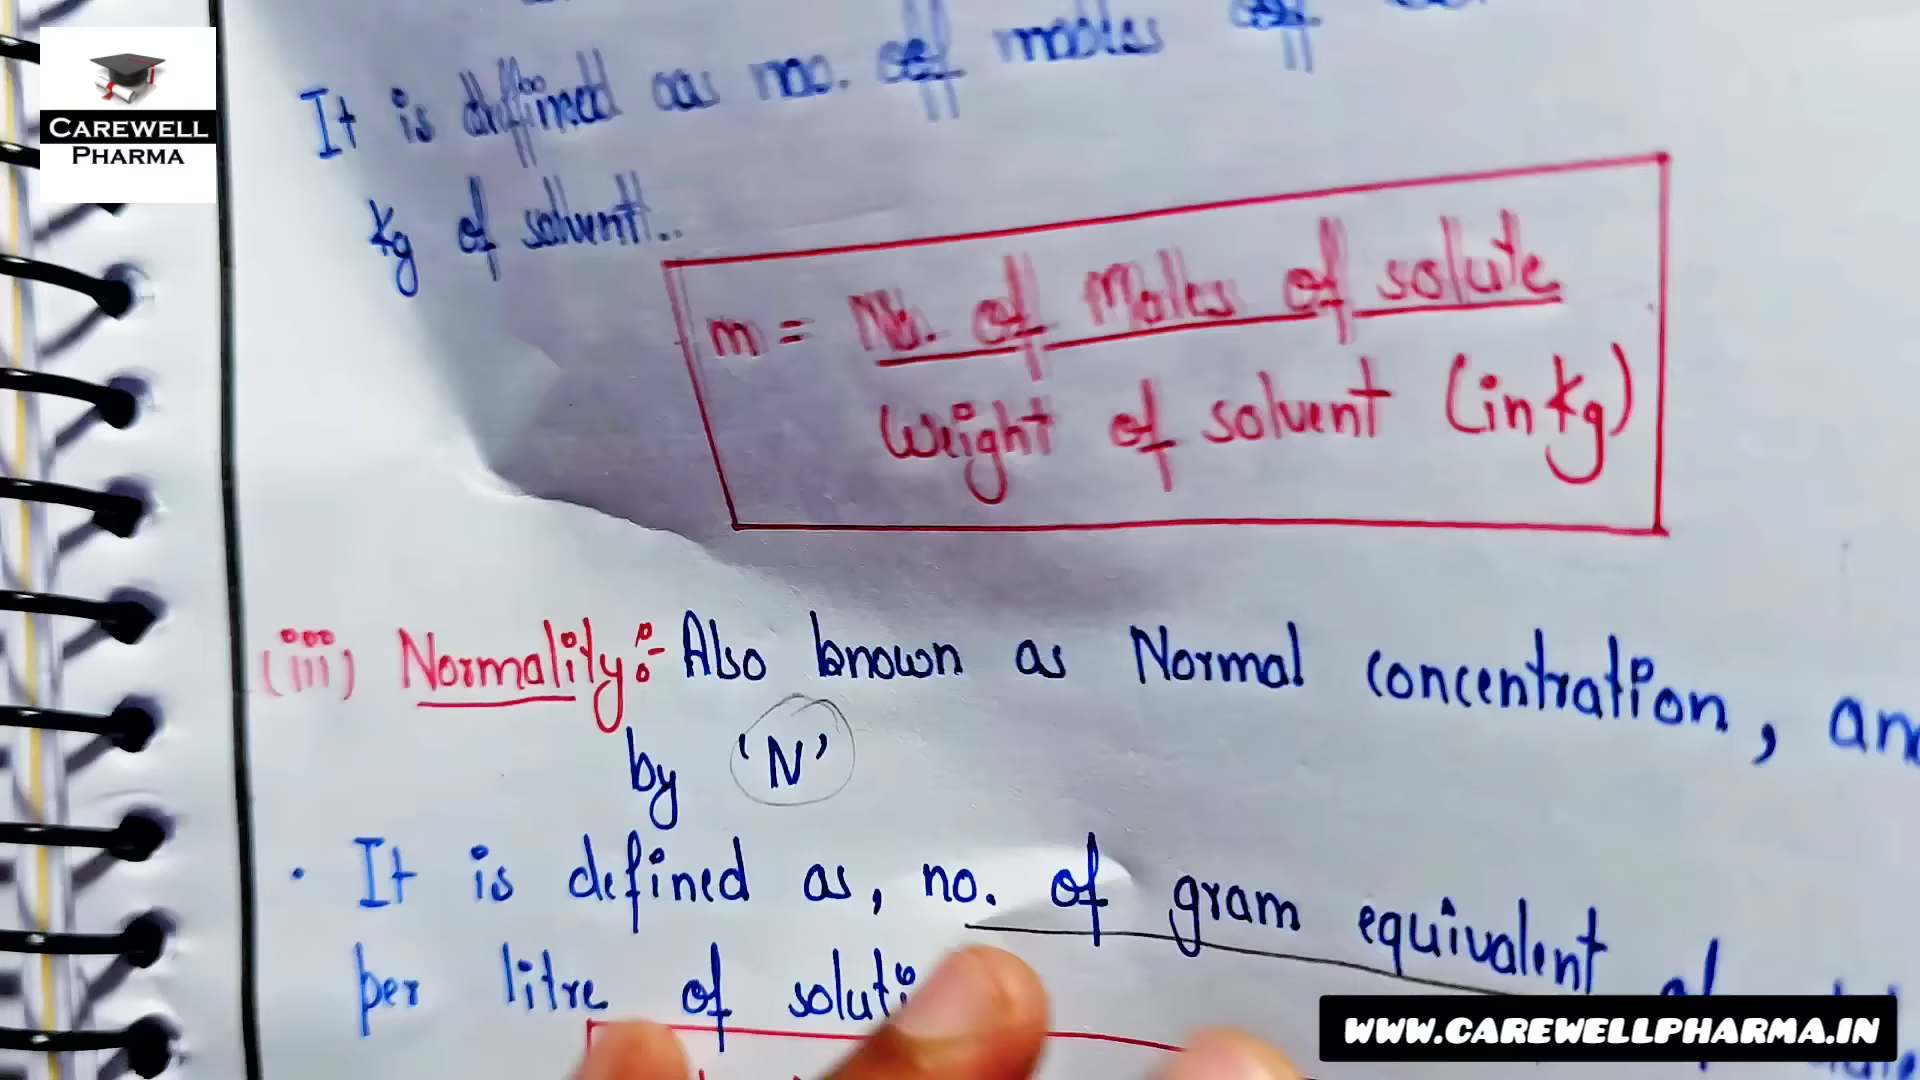 CAREWELL
PHARMA
It is defined as no. of moles of
Kg of solvent..
m = No. of Moles of solute
Weight of solvent (in Kg)
(iii) Normality:- Also known as Normal concentration, an
by 'N'
· It is defined as, no. of gram equivalent of
per litre of soluti
WWW.CAREWELLPHARMA.IN